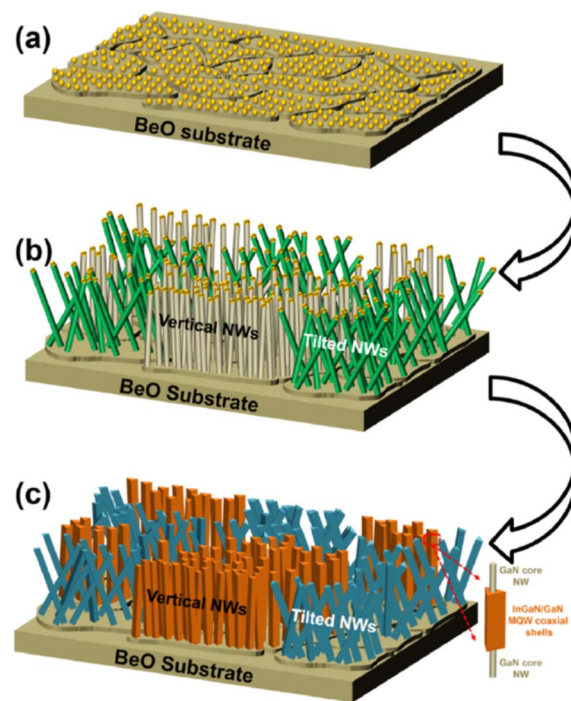 (a)
BeO substrate
(b)
Vertical NWs
Tilted NWs
BeO Substrate
(c)
GaN core
NW
InGaN/GaN
MQW coaxial
shells
Vertical NWs
Tilted NWs
GaN core
NW
BeO Substrate